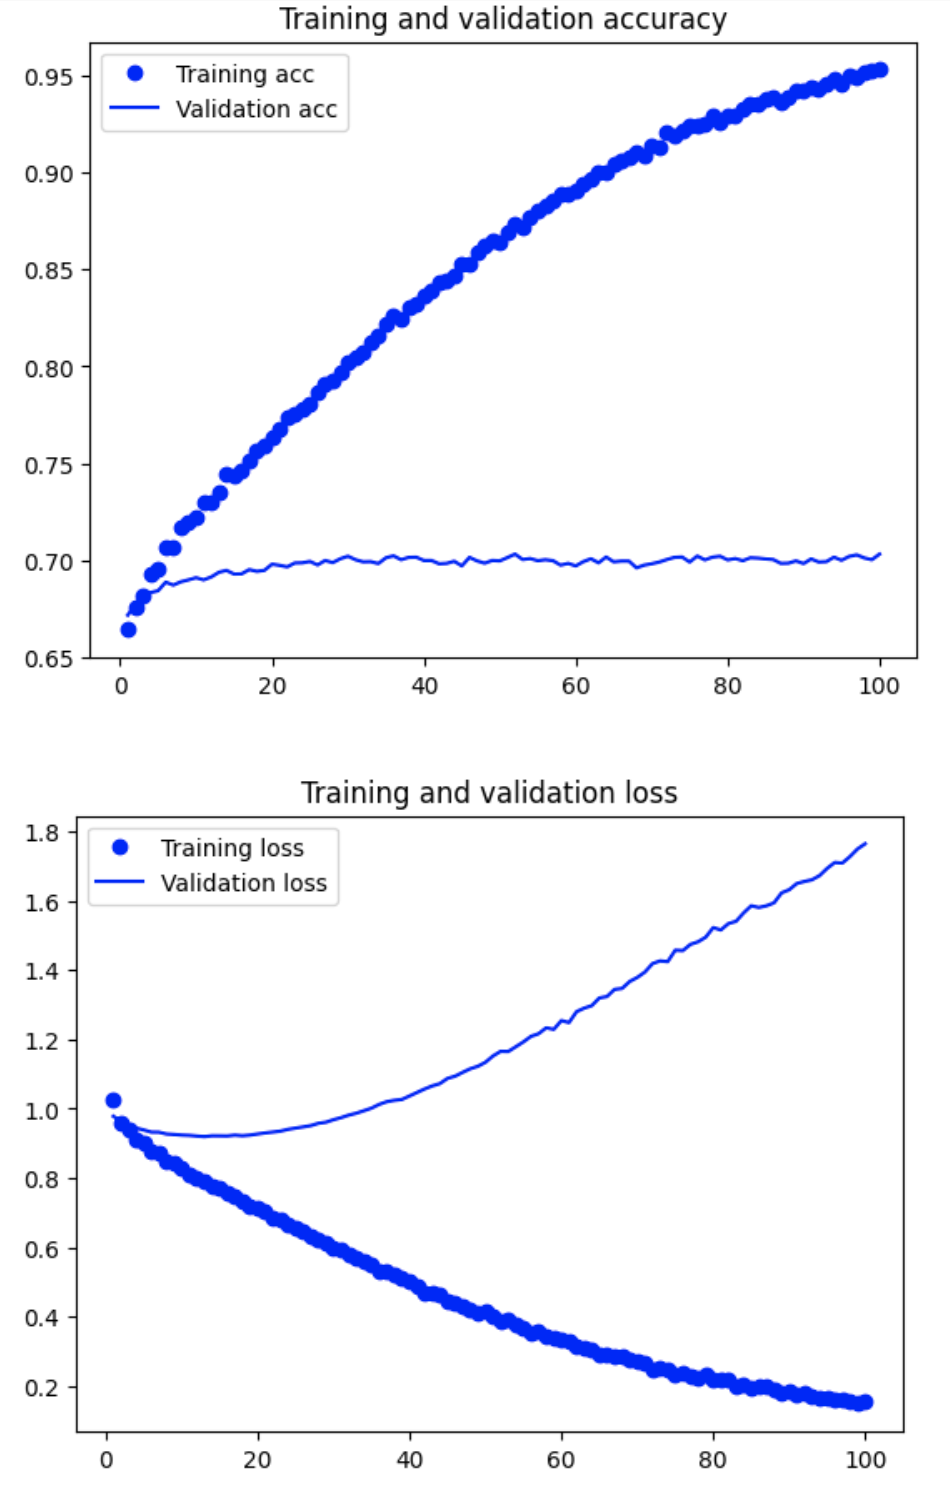 Training and validation accuracy
Training acc
Validation acc
0.95
0.90
0.85
0.80
0.75
0.70
0.65
0 20 40 60 80 100
Training and validation loss
Training loss
Validation loss
1.8
1.6
1.4
1.2
1.0
0.8
0.6
0.4
0.2
0 20 40 60 80 100